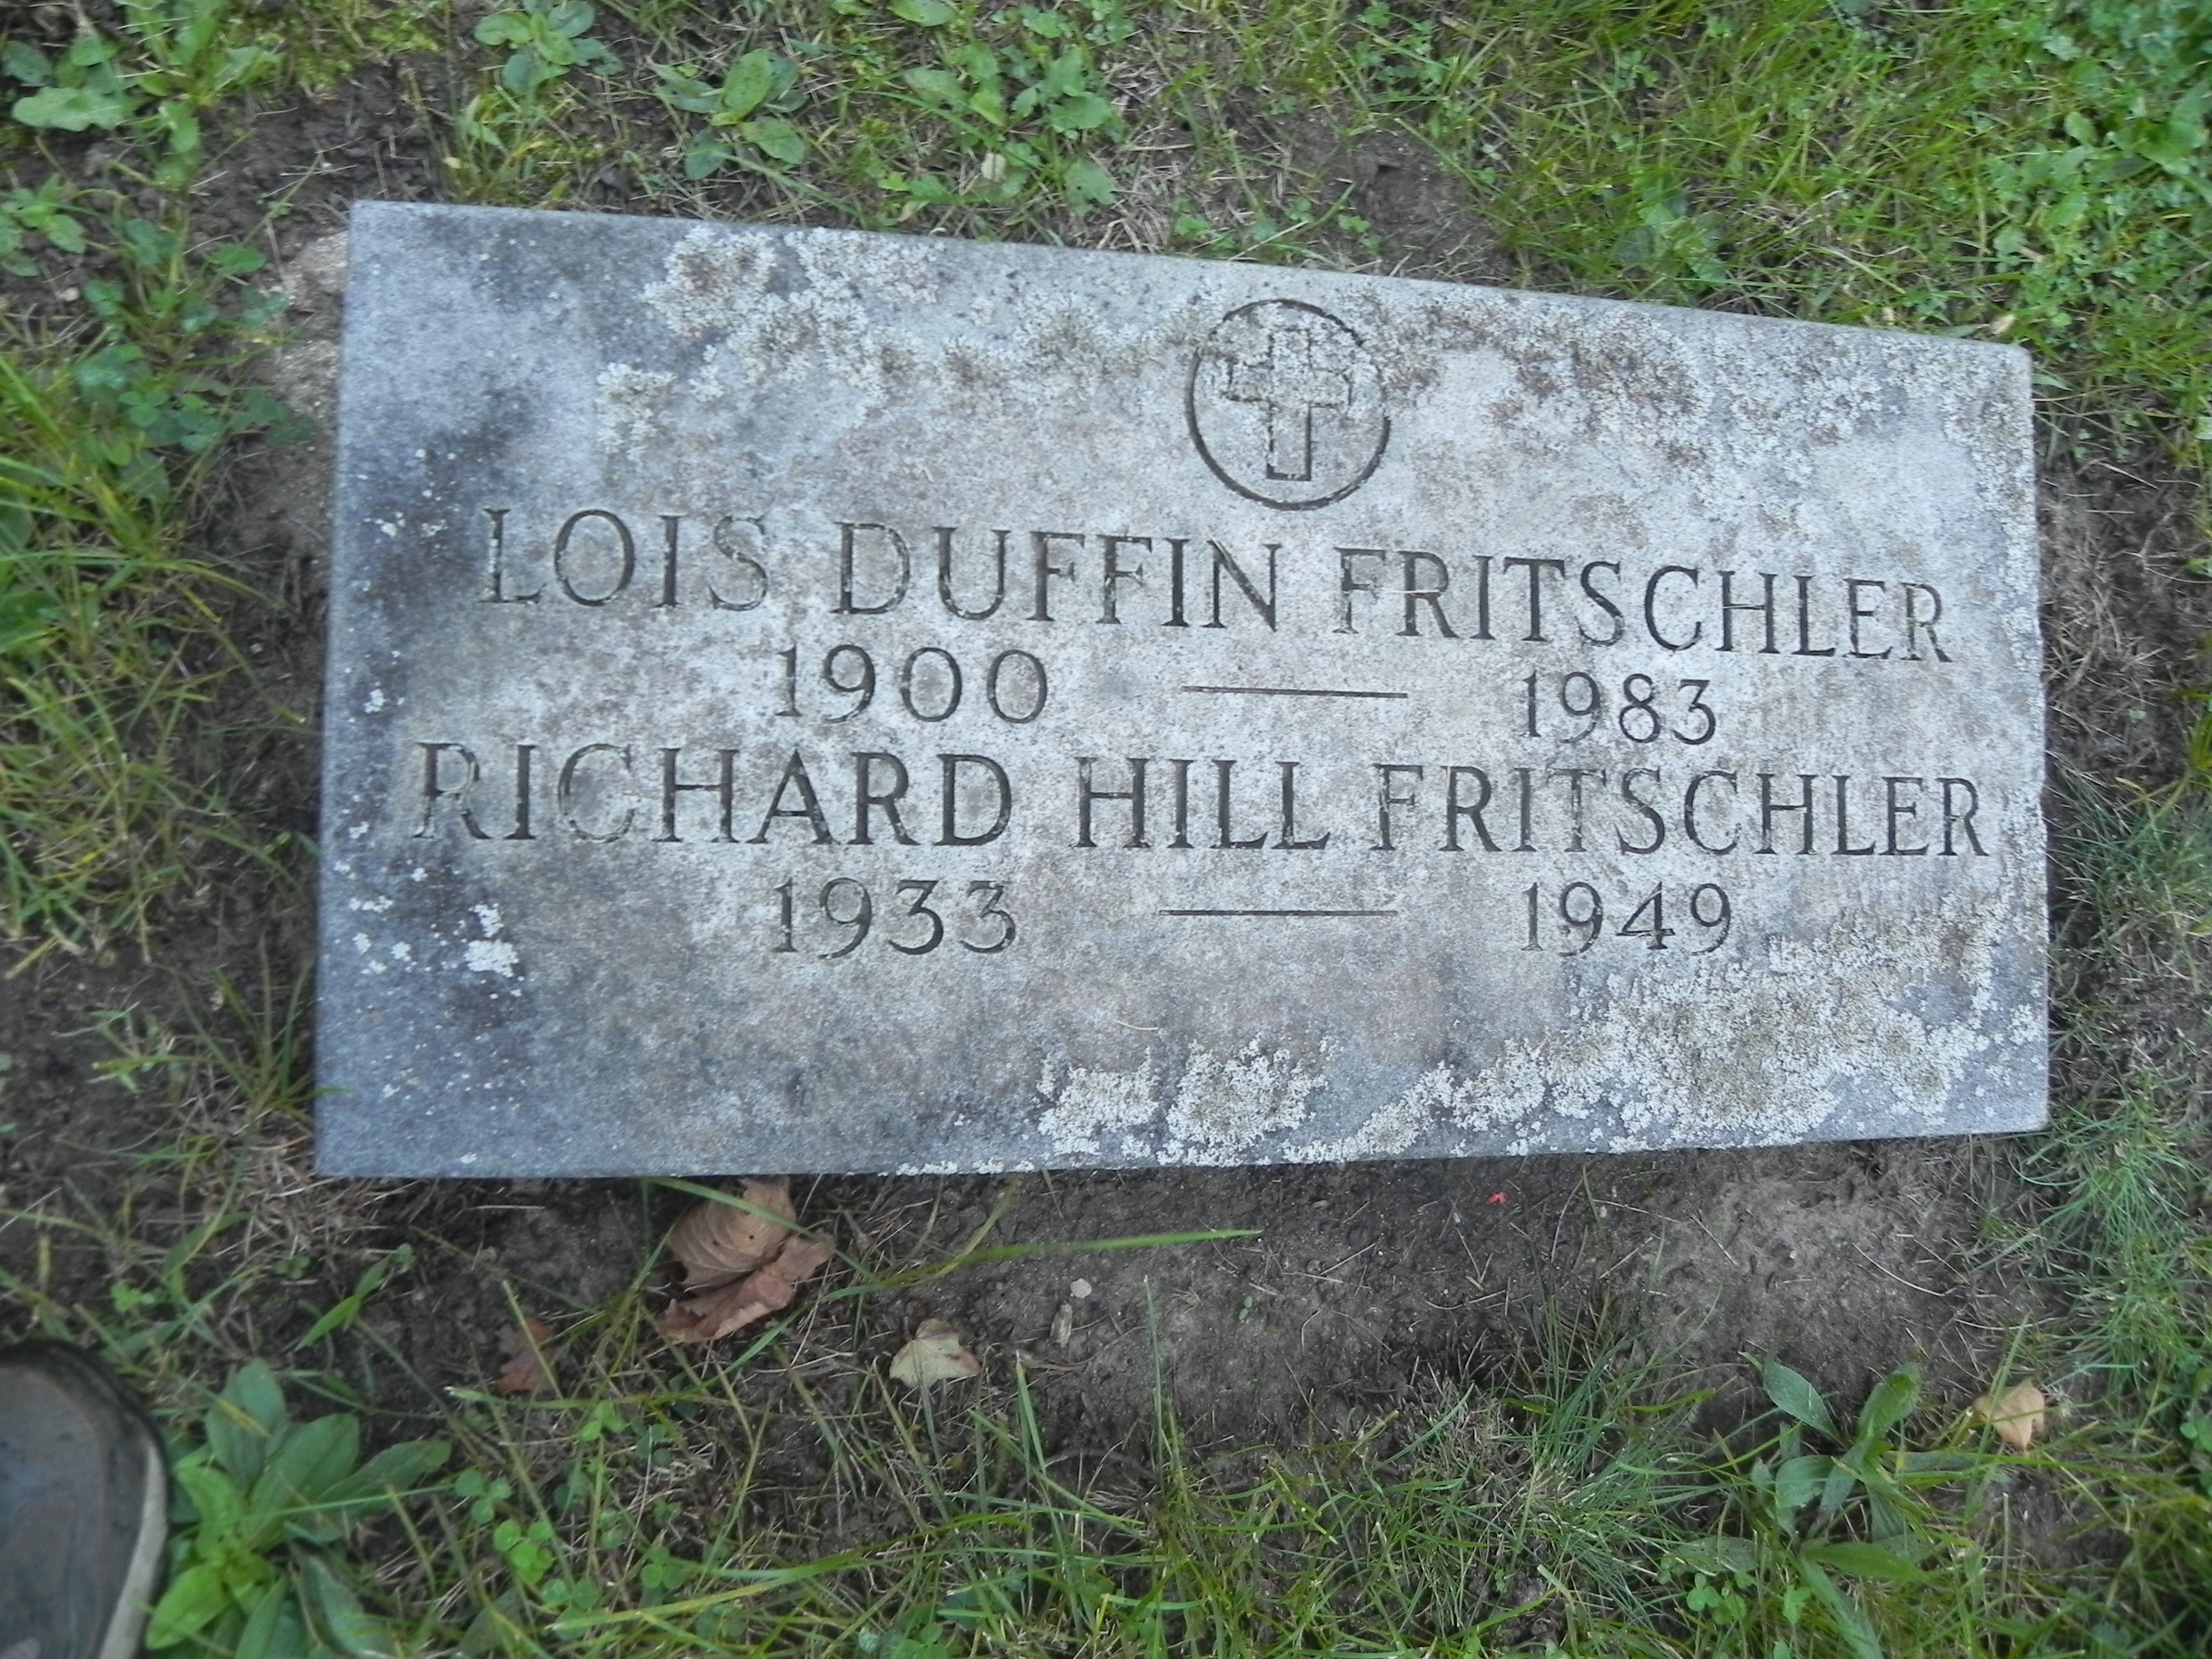 LOIS DUFFIN FRITSCHLER
1900 — 1983
RICHARD HILL FRITSCHLER
1933 — 1949